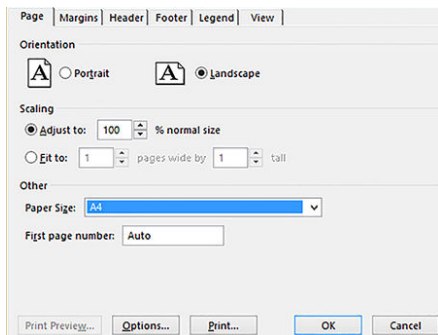 Page Margins Header Footer Legend View
Orientation
A Portrait A Landscape
Scaling
Adjust to: 100 % normal size
Fit to: 1 pages wide by 1 tall
Other
Paper Size: A4
First page number: Auto
Print Preview... Options... Print... OK Cancel